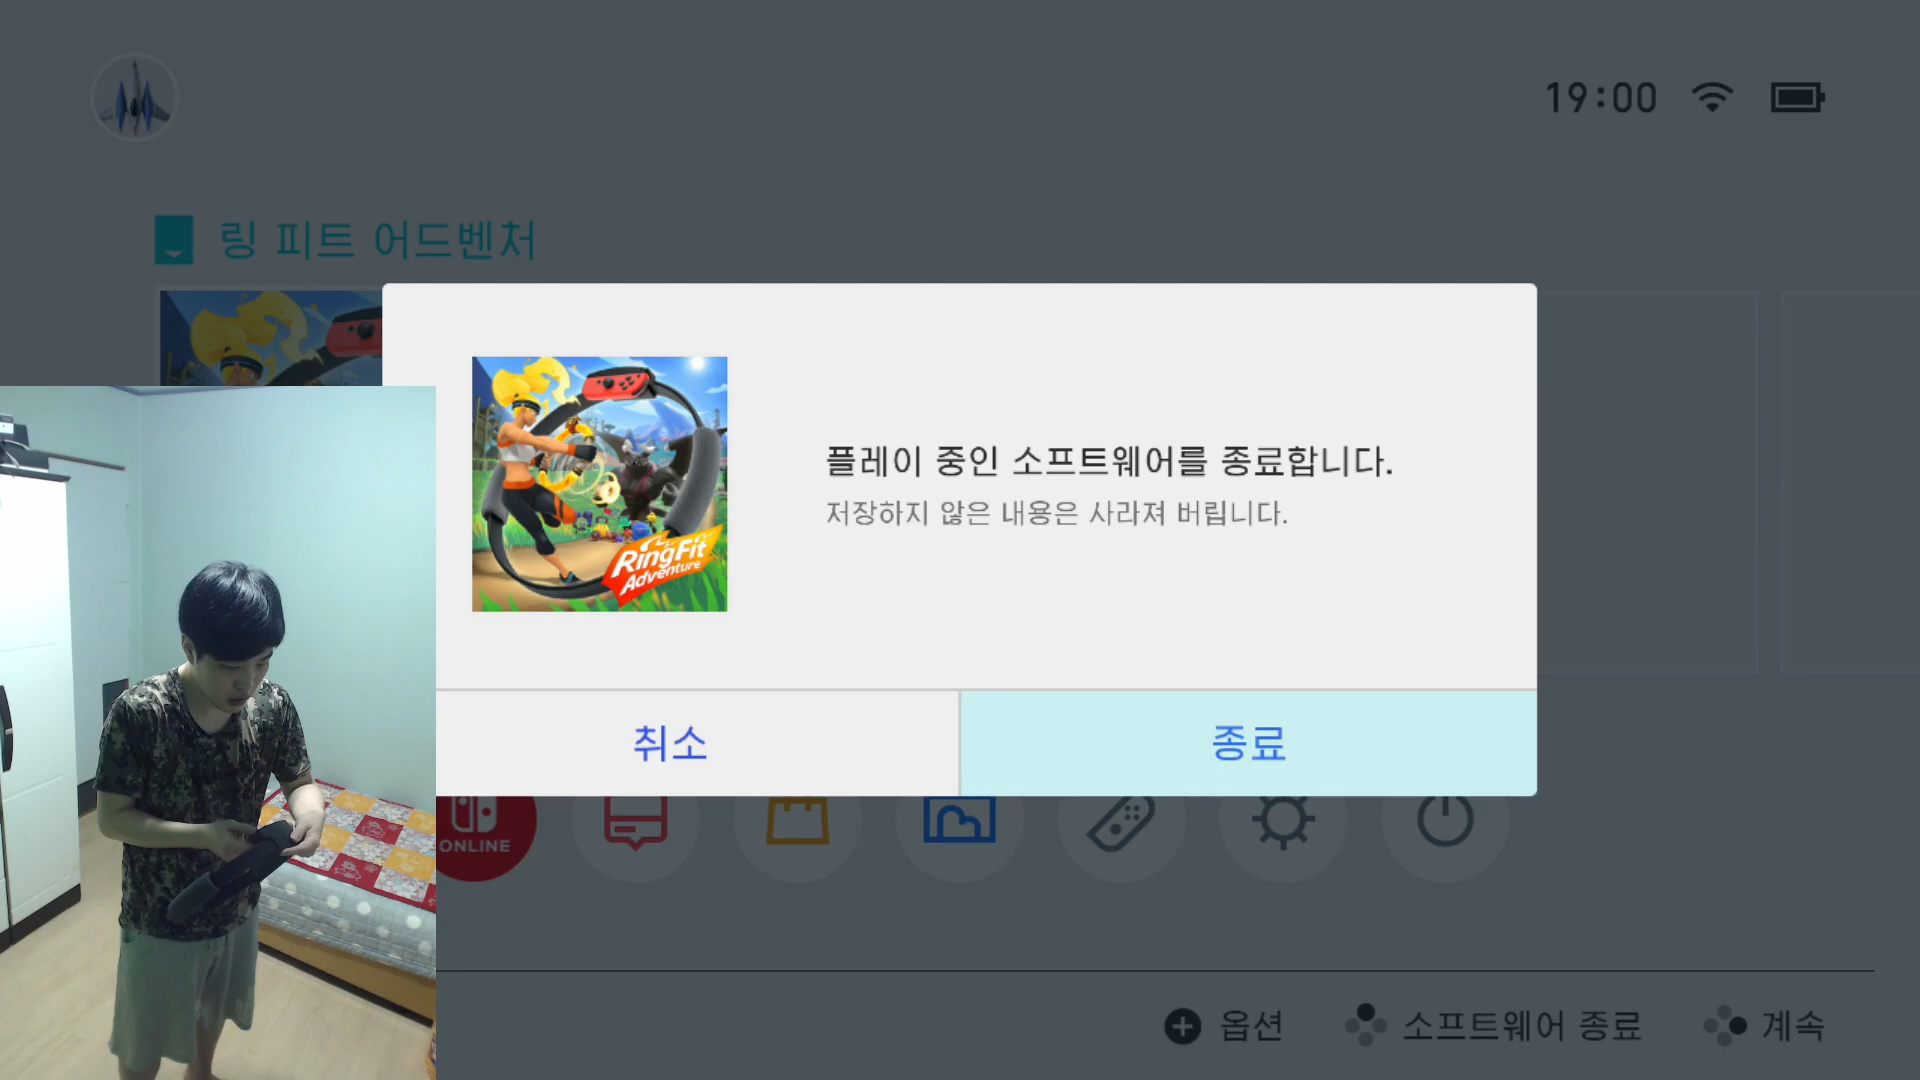 19:00
링 피트 어드벤처
RingFit
Adventure
플레이 중인 소프트웨어를 종료합니다.
저장하지 않은 내용은 사라져 버립니다.
취소
종료
ONLINE
옵션
소프트웨어 종료
계속